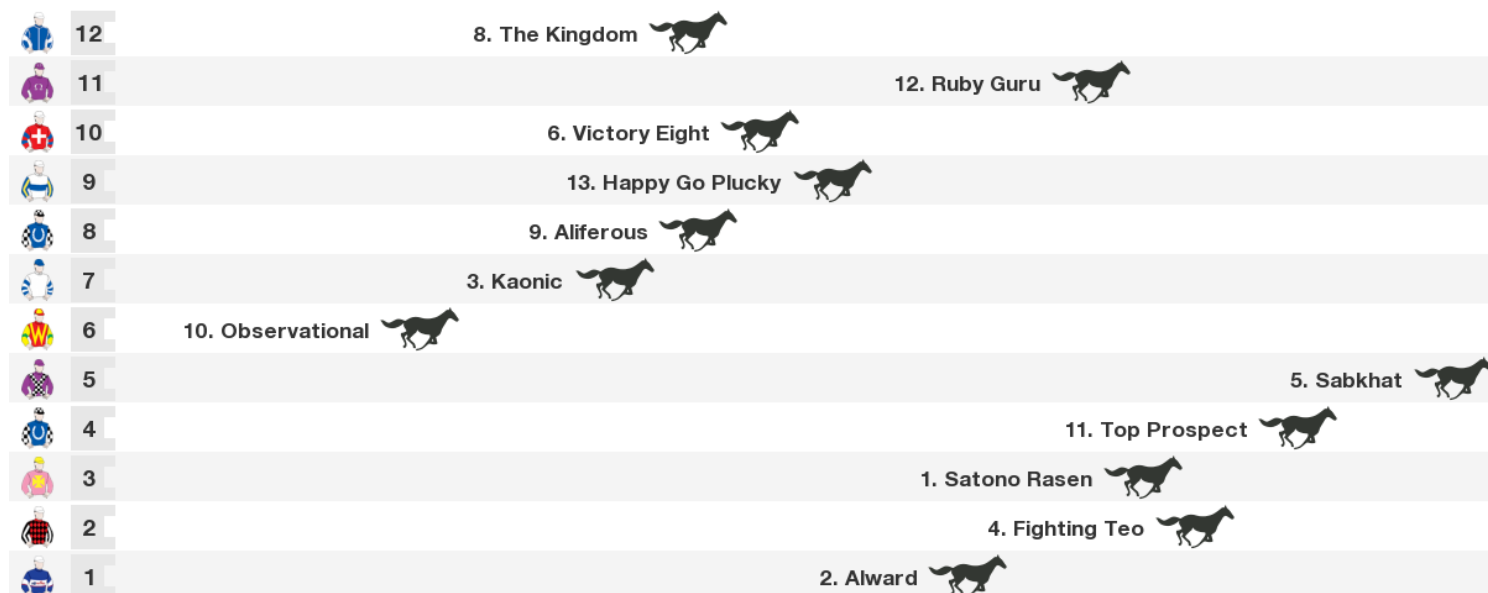 12 8. The Kingdom
11 12. Ruby Guru
10 6. Victory Eight
9 13. Happy Go Plucky
8 9. Aliferous
7 3. Kaonic
W 6 10. Observational
5 5. Sabkhat
4 11. Top Prospect
3 1. Satono Rasen
2 4. Fighting Teo
1 2. Alward